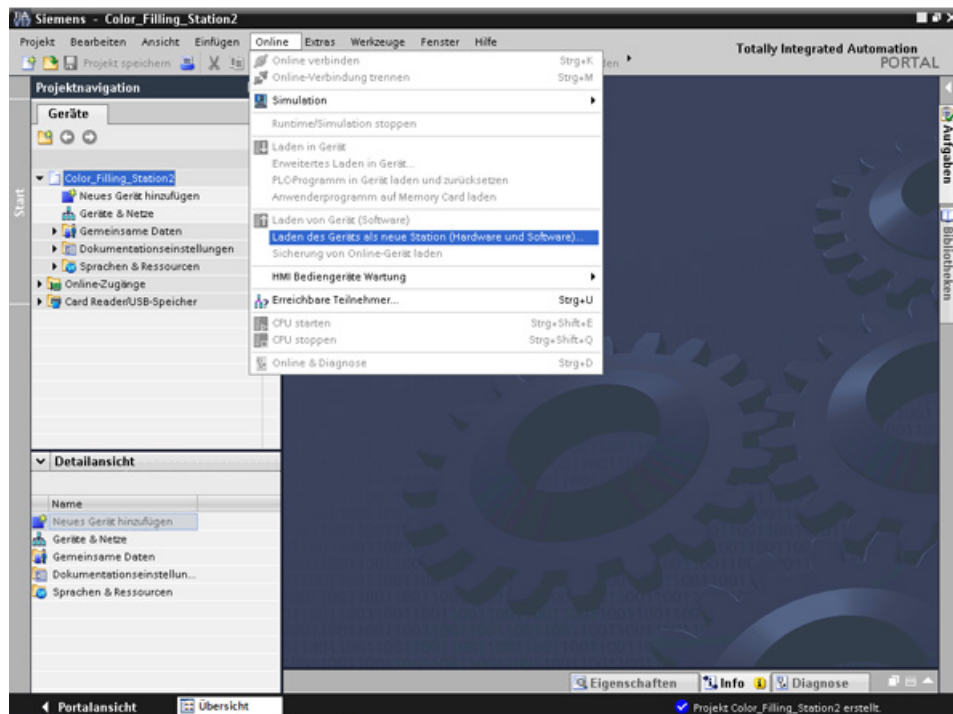 Siemens - Color_Filling_Station2
Projekt Bearbeiten Ansicht Einfügen Online Extras Werkzeuge Fenster Hilfe
Totally Integrated Automation
PORTAL
Projekt speichern
Projektnavigation
Geräte
Color_Filling_Station2
Neues Gerät hinzufügen
Geräte & Netze
Gemeinsame Daten
Dokumentationseinstellungen
Sprachen & Ressourcen
Online-Zugänge
Card Reader/USB-Speicher
Online verbinden Strg+K
Online-Verbindung trennen Strg+M
Simulation
Runtime/Simulation stoppen
Laden in Gerät
Erweitertes Laden in Gerät...
PLC-Programm in Gerät laden und zurücksetzen
Anwenderprogramm auf Memory Card laden
Laden von Gerät (Software)
Laden des Geräts als neue Station (Hardware und Software)...
Sicherung von Online-Gerät laden
HMI Bediengeräte Wartung
Erreichbare Teilnehmer... Strg+U
CPU starten Strg+Shift+E
CPU stoppen Strg+Shift+Q
Online & Diagnose Strg+D
Start
Aufgaben
Bibliotheken
Detailansicht
Name
Neues Gerät hinzufügen
Geräte & Netze
Gemeinsame Daten
Dokumentationseinstellun...
Sprachen & Ressourcen
Eigenschaften Info Diagnose
Portalansicht Übersicht
Projekt Color_Filling_Station2 erstellt.